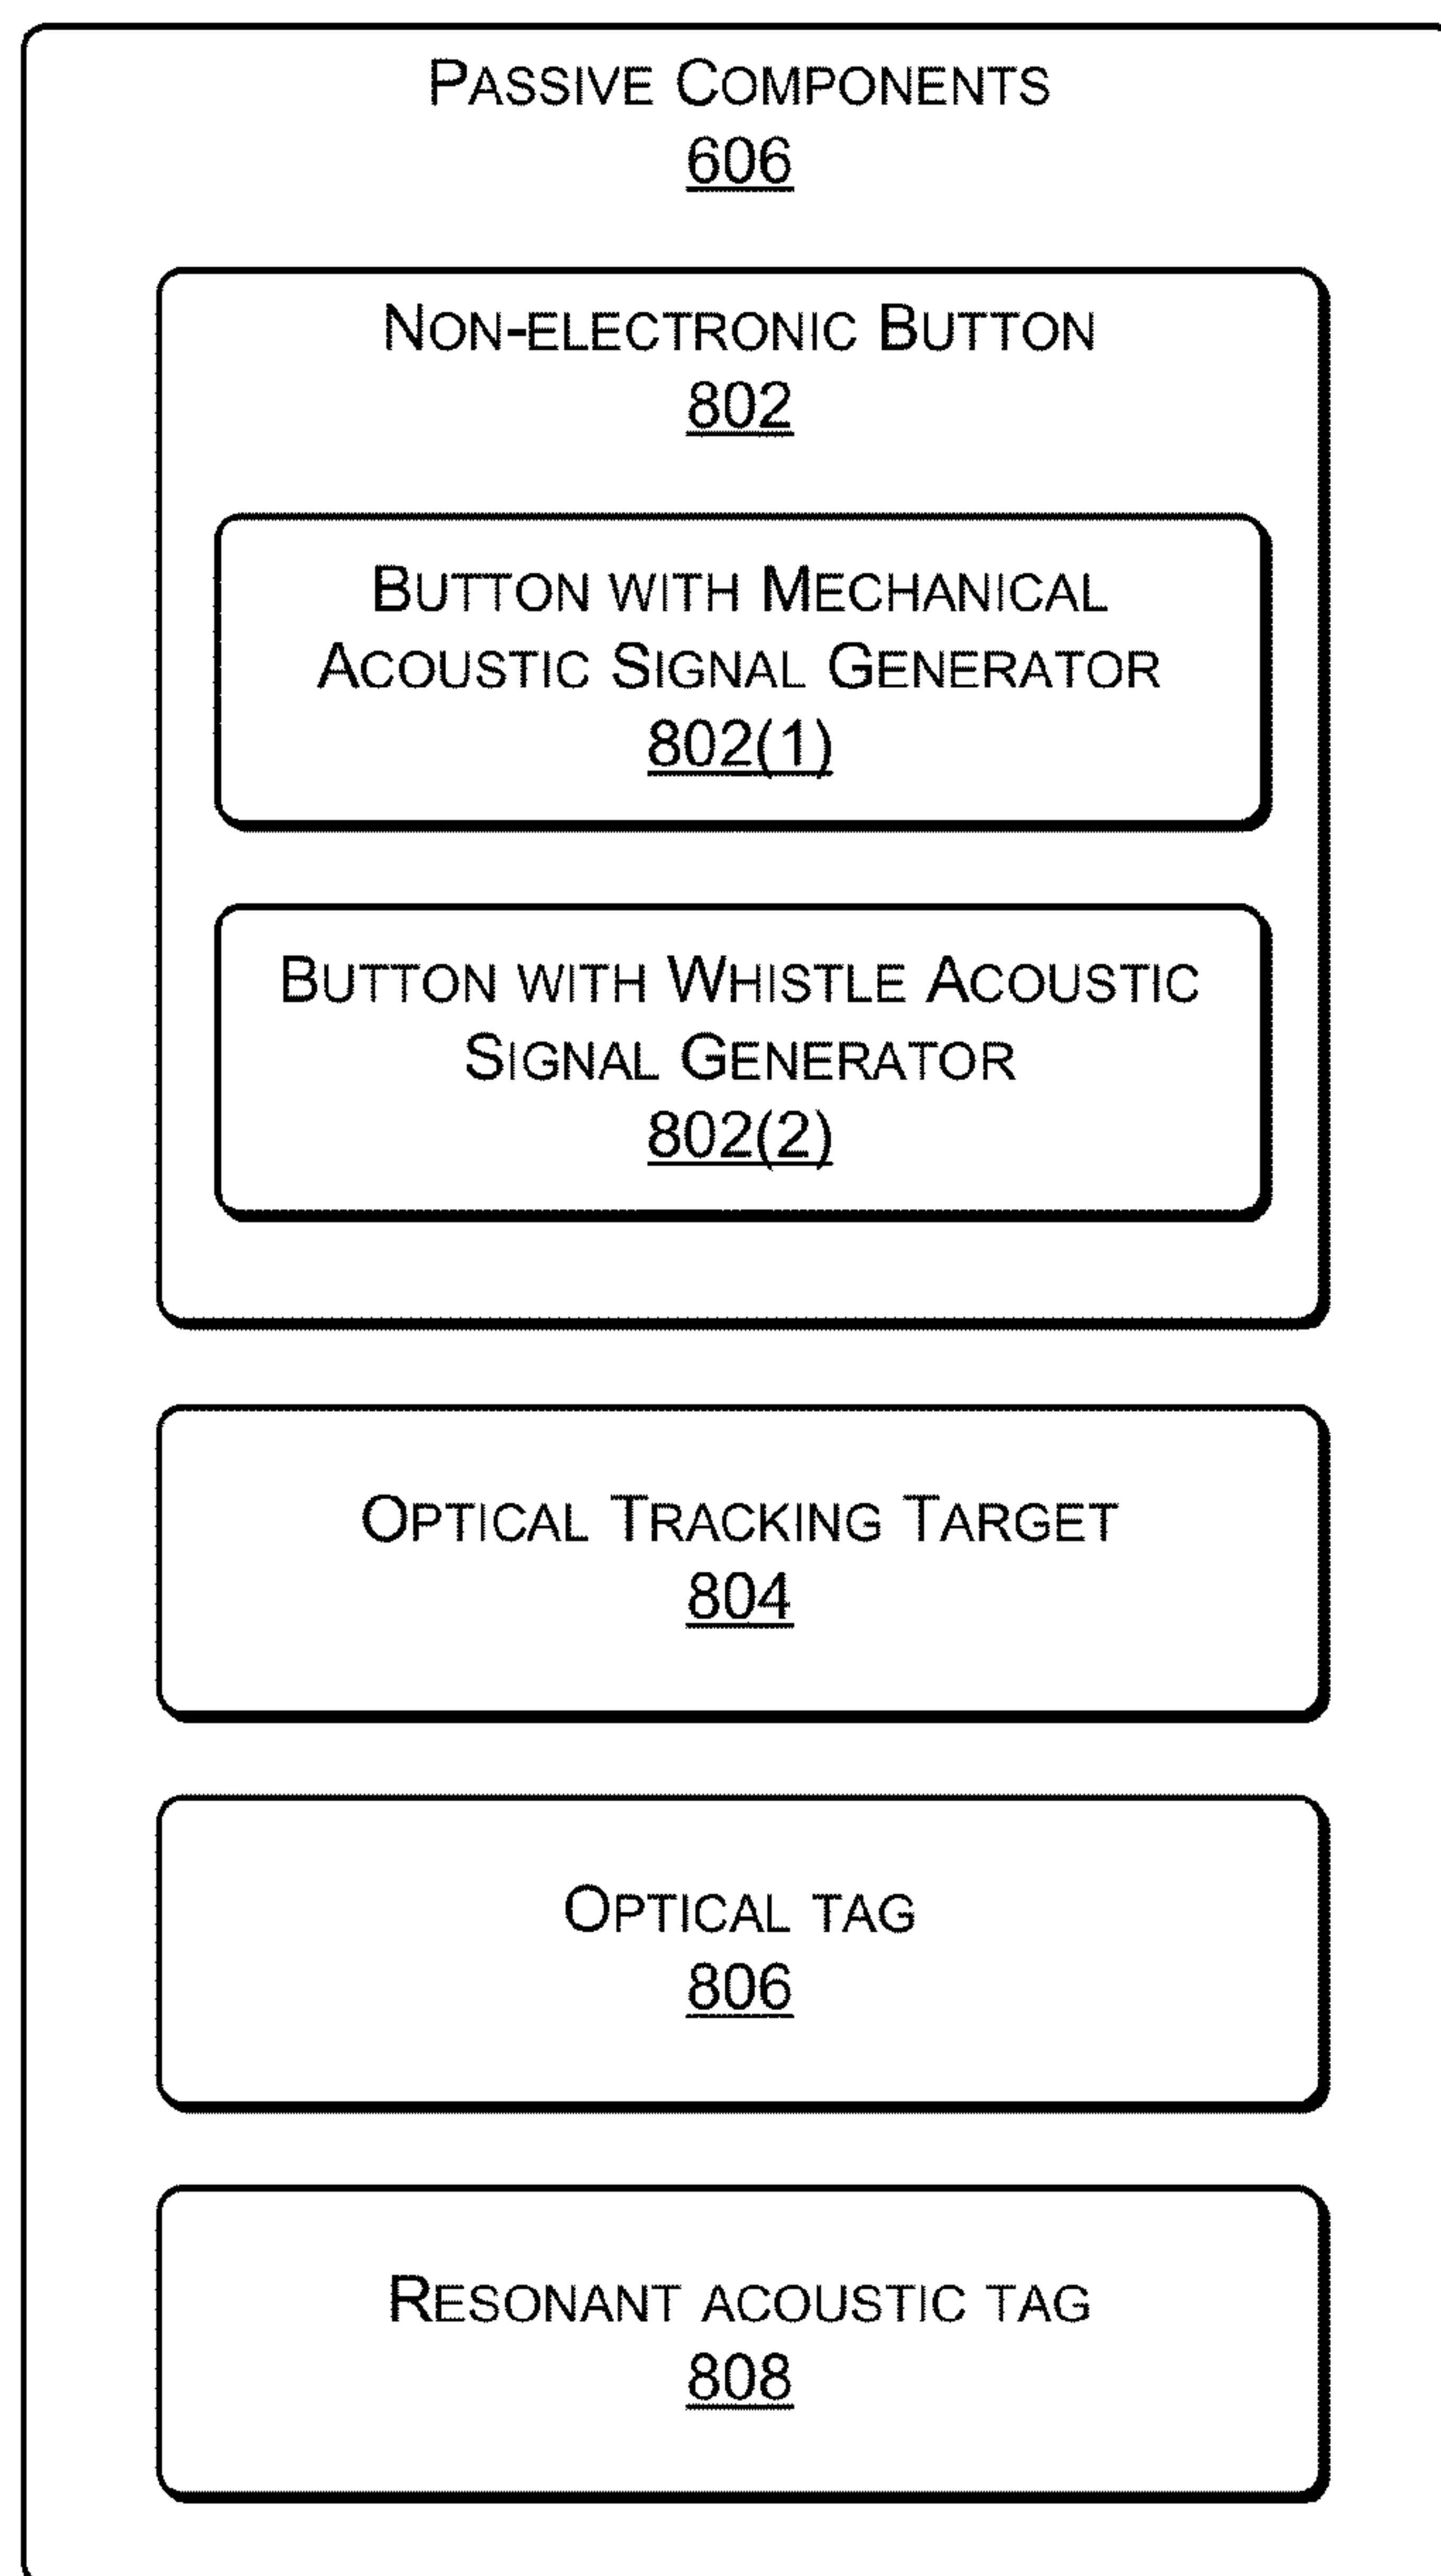 PASSIVE COMPONENTS
606
NON-ELECTRONIC BUTTON
802
BUTTON WITH MECHANICAL
ACOUSTIC SIGNAL GENERATOR
802(1)
BUTTON WITH WHISTLE ACOUSTIC
SIGNAL GENERATOR
802(2)
OPTICAL TRACKING TARGET
804
OPTICAL TAG
806
RESONANT ACOUSTIC TAG
808